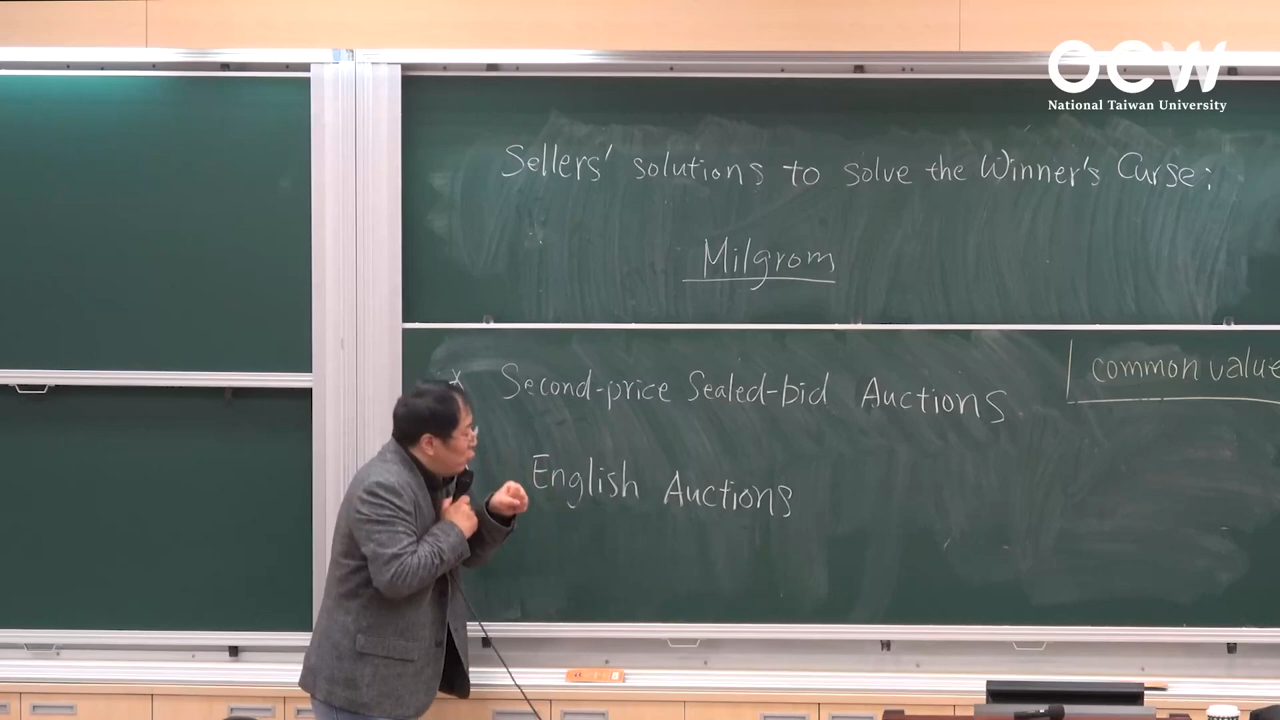 OCW
National Taiwan University
Sellers' solutions to solve the Winner's Curse:
Milgrom
x Second-price Sealed-bid Auctions
common value
English Auctions